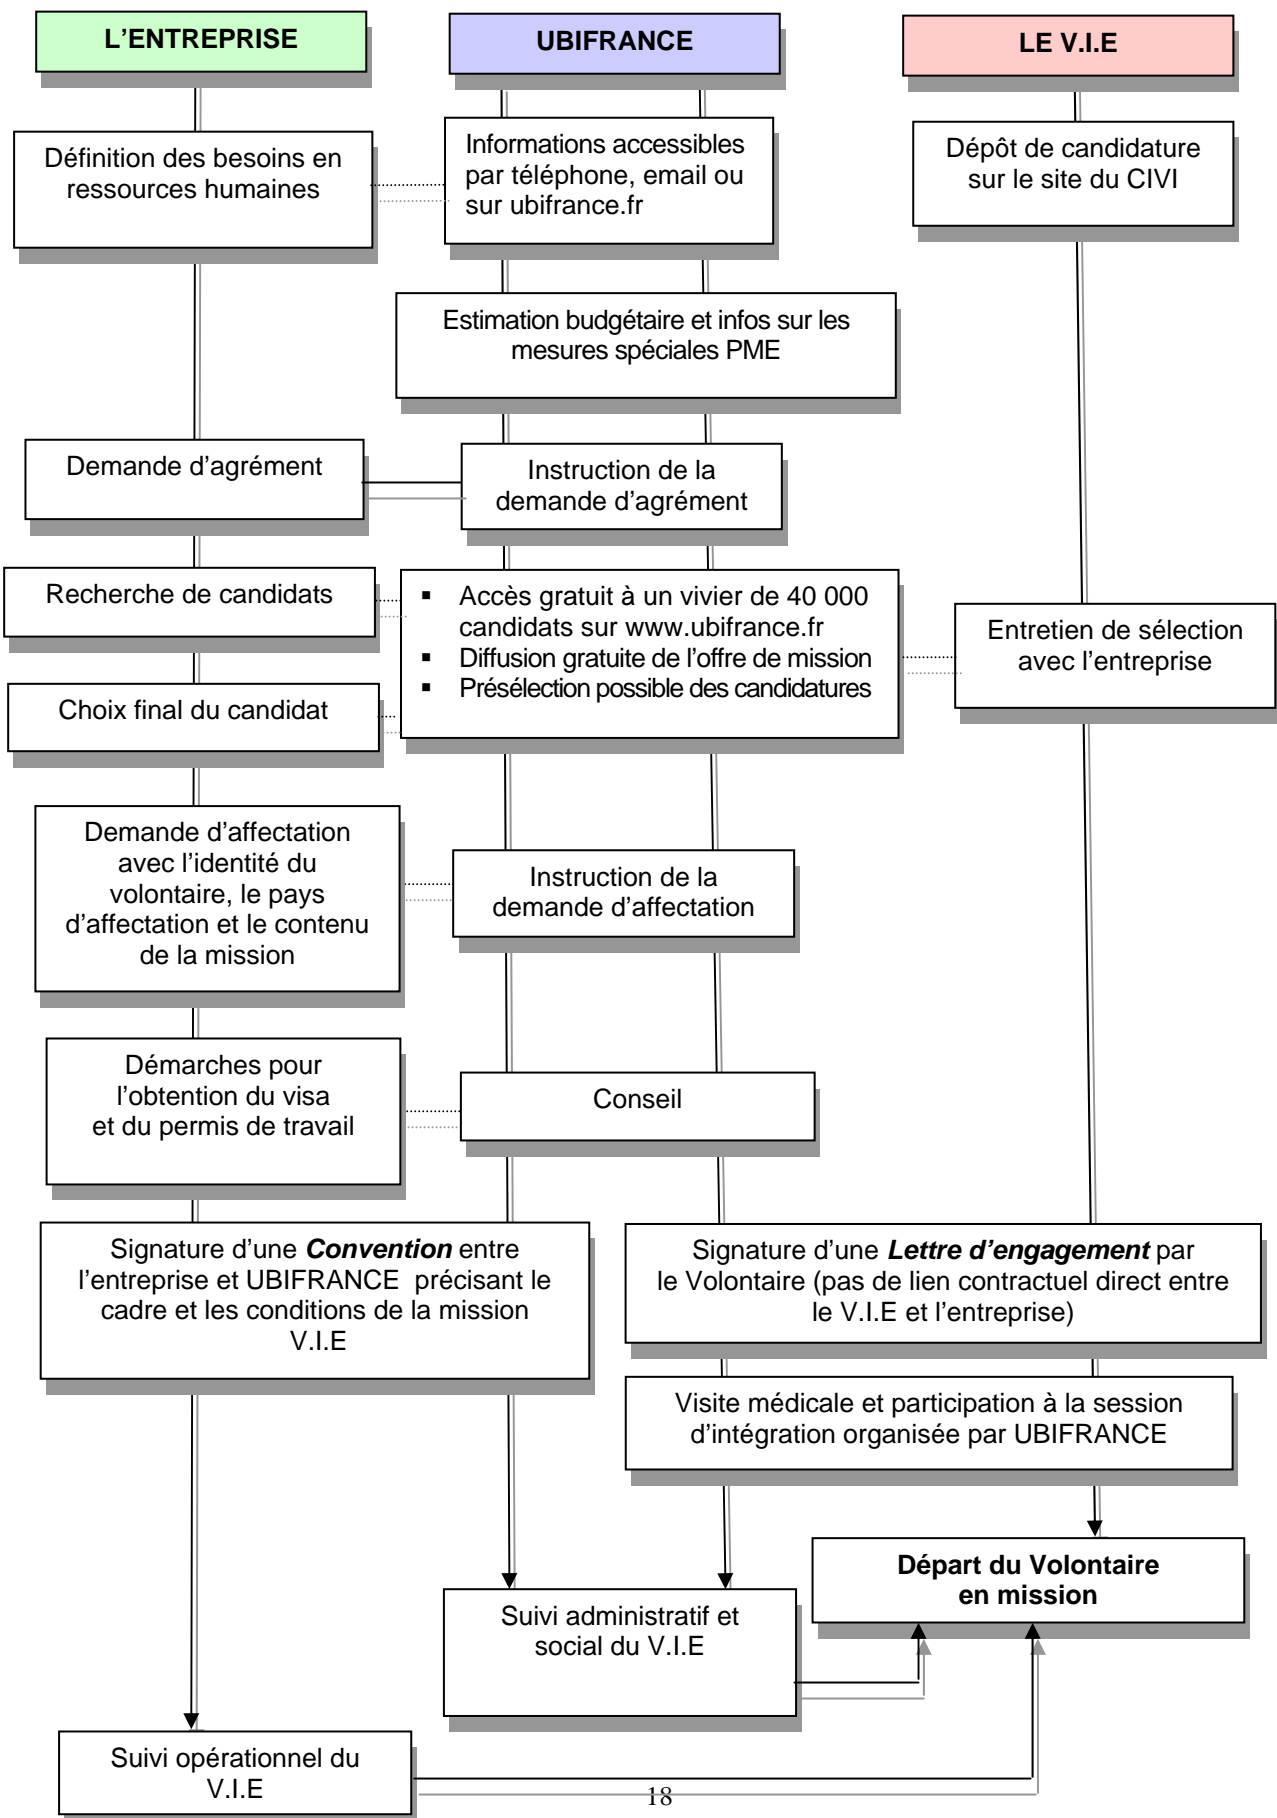 L'ENTREPRISE
UBIFRANCE
LE V.I.E
Définition des besoins en
ressources humaines
Informations accessibles
par téléphone, email ou
sur ubifrance.fr
Dépôt de candidature
sur le site du CIVI
Estimation budgétaire et infos sur les
mesures spéciales PME
Demande d'agrément
Instruction de la
demande d'agrément
Recherche de candidats
▪ Accès gratuit à un vivier de 40 000
candidats sur www.ubifrance.fr
▪ Diffusion gratuite de l'offre de mission
▪ Présélection possible des candidatures
Entretien de sélection
avec l'entreprise
Choix final du candidat
Demande d'affectation
avec l'identité du
volontaire, le pays
d'affectation et le contenu
de la mission
Instruction de la
demande d'affectation
Démarches pour
l'obtention du visa
et du permis de travail
Conseil
Signature d'une Convention entre
l'entreprise et UBIFRANCE précisant le
cadre et les conditions de la mission
V.I.E
Signature d'une Lettre d'engagement par
le Volontaire (pas de lien contractuel direct entre
le V.I.E et l'entreprise)
Visite médicale et participation à la session
d'intégration organisée par UBIFRANCE
Départ du Volontaire
en mission
Suivi administratif et
social du V.I.E
Suivi opérationnel du
V.I.E
18